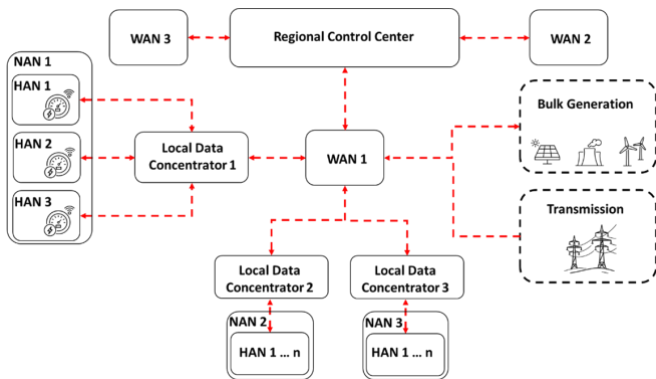 WAN 3
Regional Control Center
WAN 2
NAN 1
HAN 1
HAN 2
HAN 3
Local Data
Concentrator 1
WAN 1
Bulk Generation
Transmission
Local Data
Concentrator 2
Local Data
Concentrator 3
NAN 2
HAN 1 ... n
NAN 3
HAN 1 ... n